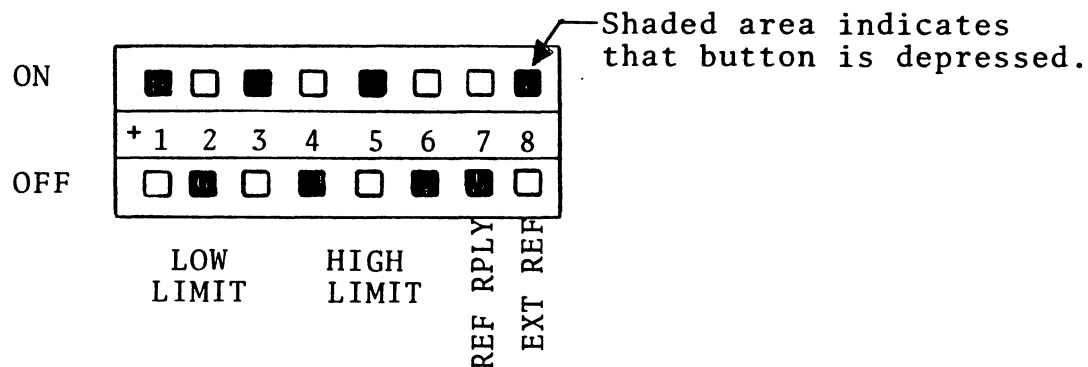 Shaded area indicates
that button is depressed.
ON
+ 1 2 3 4 5 6 7 8
OFF
LOW
LIMIT
HIGH
LIMIT
REF RPLY
EXT REF